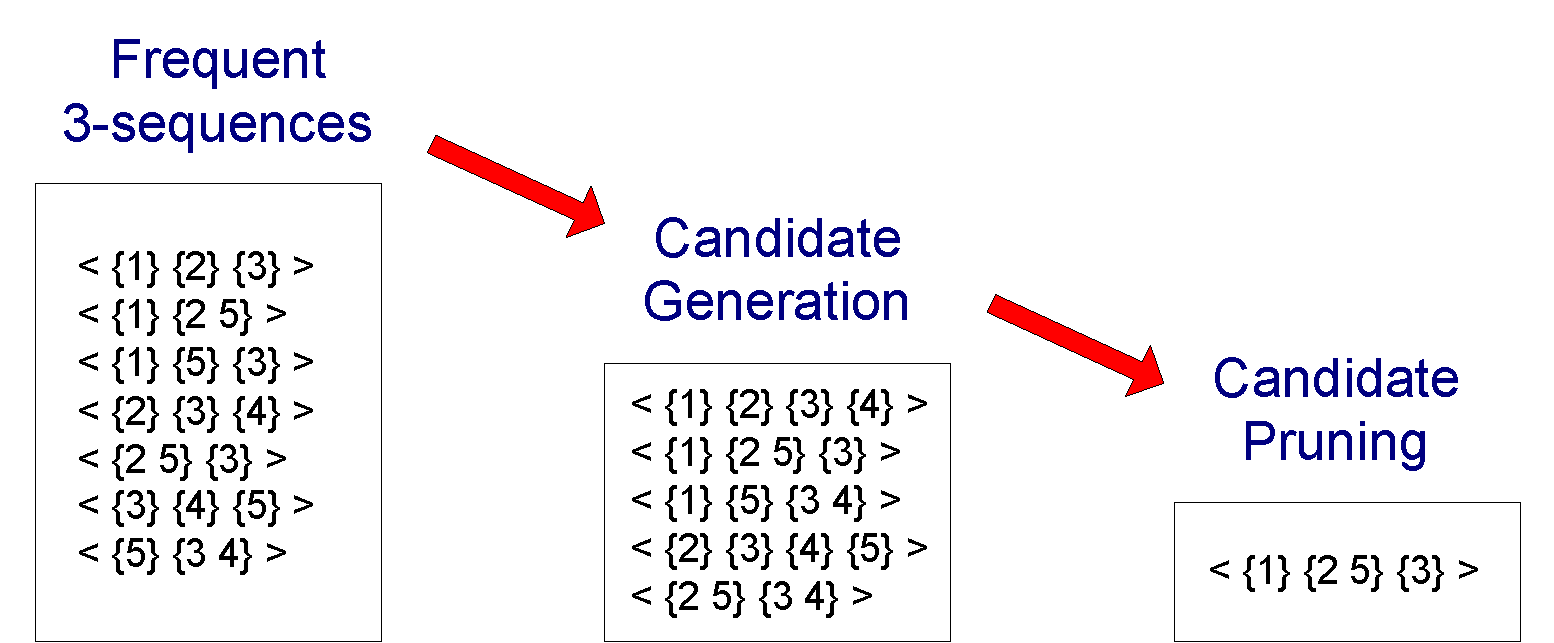 Frequent
3-sequences
< {1} {2} {3} >
< {1} {2 5} >
< {1} {5} {3} >
< {2} {3} {4} >
< {2 5} {3} >
< {3} {4} {5} >
< {5} {3 4} >
Candidate
Generation
< {1} {2} {3} {4} >
< {1} {2 5} {3} >
< {1} {5} {3 4} >
< {2} {3} {4} {5} >
< {2 5} {3 4} >
Candidate
Pruning
< {1} {2 5} {3} >